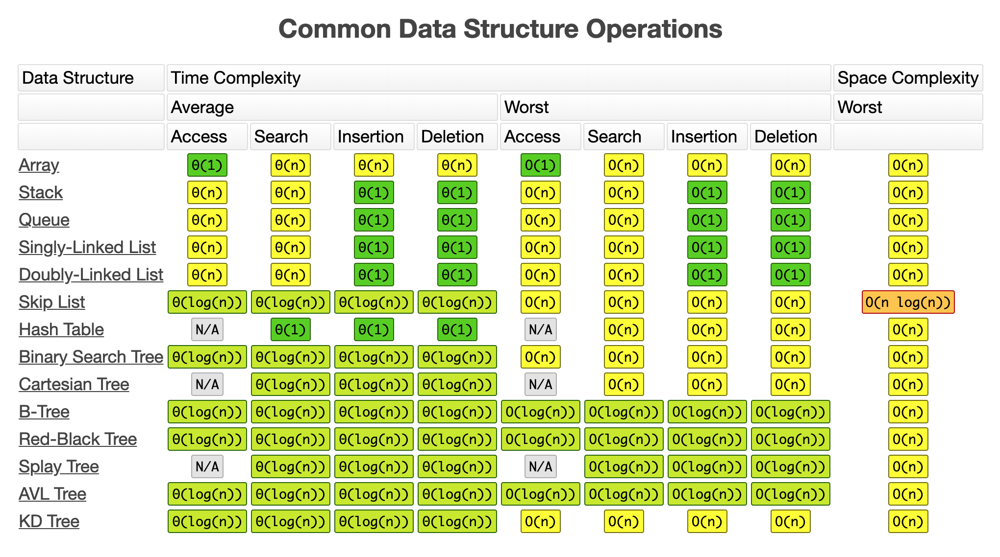 Common Data Structure Operations
Data Structure Time Complexity Space Complexity
Average Worst Worst
Access Search Insertion Deletion Access Search Insertion Deletion
Array Θ(1) Θ(n) Θ(n) Θ(n) O(1) O(n) O(n) O(n) O(n)
Stack Θ(n) Θ(n) Θ(1) Θ(1) O(n) O(n) O(1) O(1) O(n)
Queue Θ(n) Θ(n) Θ(1) Θ(1) O(n) O(n) O(1) O(1) O(n)
Singly-Linked List Θ(n) Θ(n) Θ(1) Θ(1) O(n) O(n) O(1) O(1) O(n)
Doubly-Linked List Θ(n) Θ(n) Θ(1) Θ(1) O(n) O(n) O(1) O(1) O(n)
Skip List Θ(log(n)) Θ(log(n)) Θ(log(n)) Θ(log(n)) O(n) O(n) O(n) O(n) O(n log(n))
Hash Table N/A Θ(1) Θ(1) Θ(1) N/A O(n) O(n) O(n) O(n)
Binary Search Tree Θ(log(n)) Θ(log(n)) Θ(log(n)) Θ(log(n)) O(n) O(n) O(n) O(n) O(n)
Cartesian Tree N/A Θ(log(n)) Θ(log(n)) Θ(log(n)) N/A O(n) O(n) O(n) O(n)
B-Tree Θ(log(n)) Θ(log(n)) Θ(log(n)) Θ(log(n)) O(log(n)) O(log(n)) O(log(n)) O(log(n)) O(n)
Red-Black Tree Θ(log(n)) Θ(log(n)) Θ(log(n)) Θ(log(n)) O(log(n)) O(log(n)) O(log(n)) O(log(n)) O(n)
Splay Tree N/A Θ(log(n)) Θ(log(n)) Θ(log(n)) N/A O(log(n)) O(log(n)) O(log(n)) O(n)
AVL Tree Θ(log(n)) Θ(log(n)) Θ(log(n)) Θ(log(n)) O(log(n)) O(log(n)) O(log(n)) O(log(n)) O(n)
KD Tree Θ(log(n)) Θ(log(n)) Θ(log(n)) Θ(log(n)) O(n) O(n) O(n) O(n) O(n)